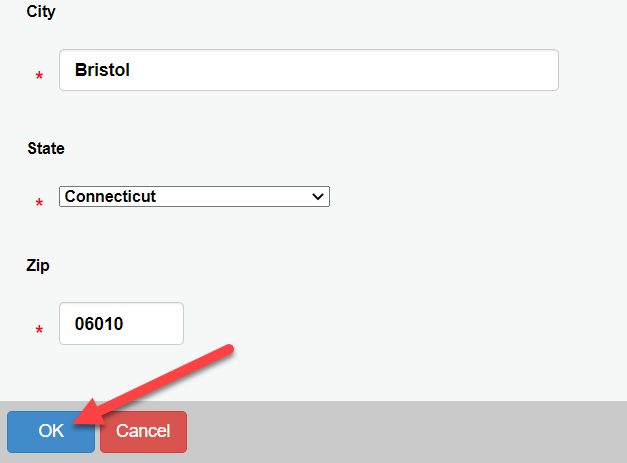 City
* Bristol
State
* Connecticut
Zip
* 06010
OK Cancel